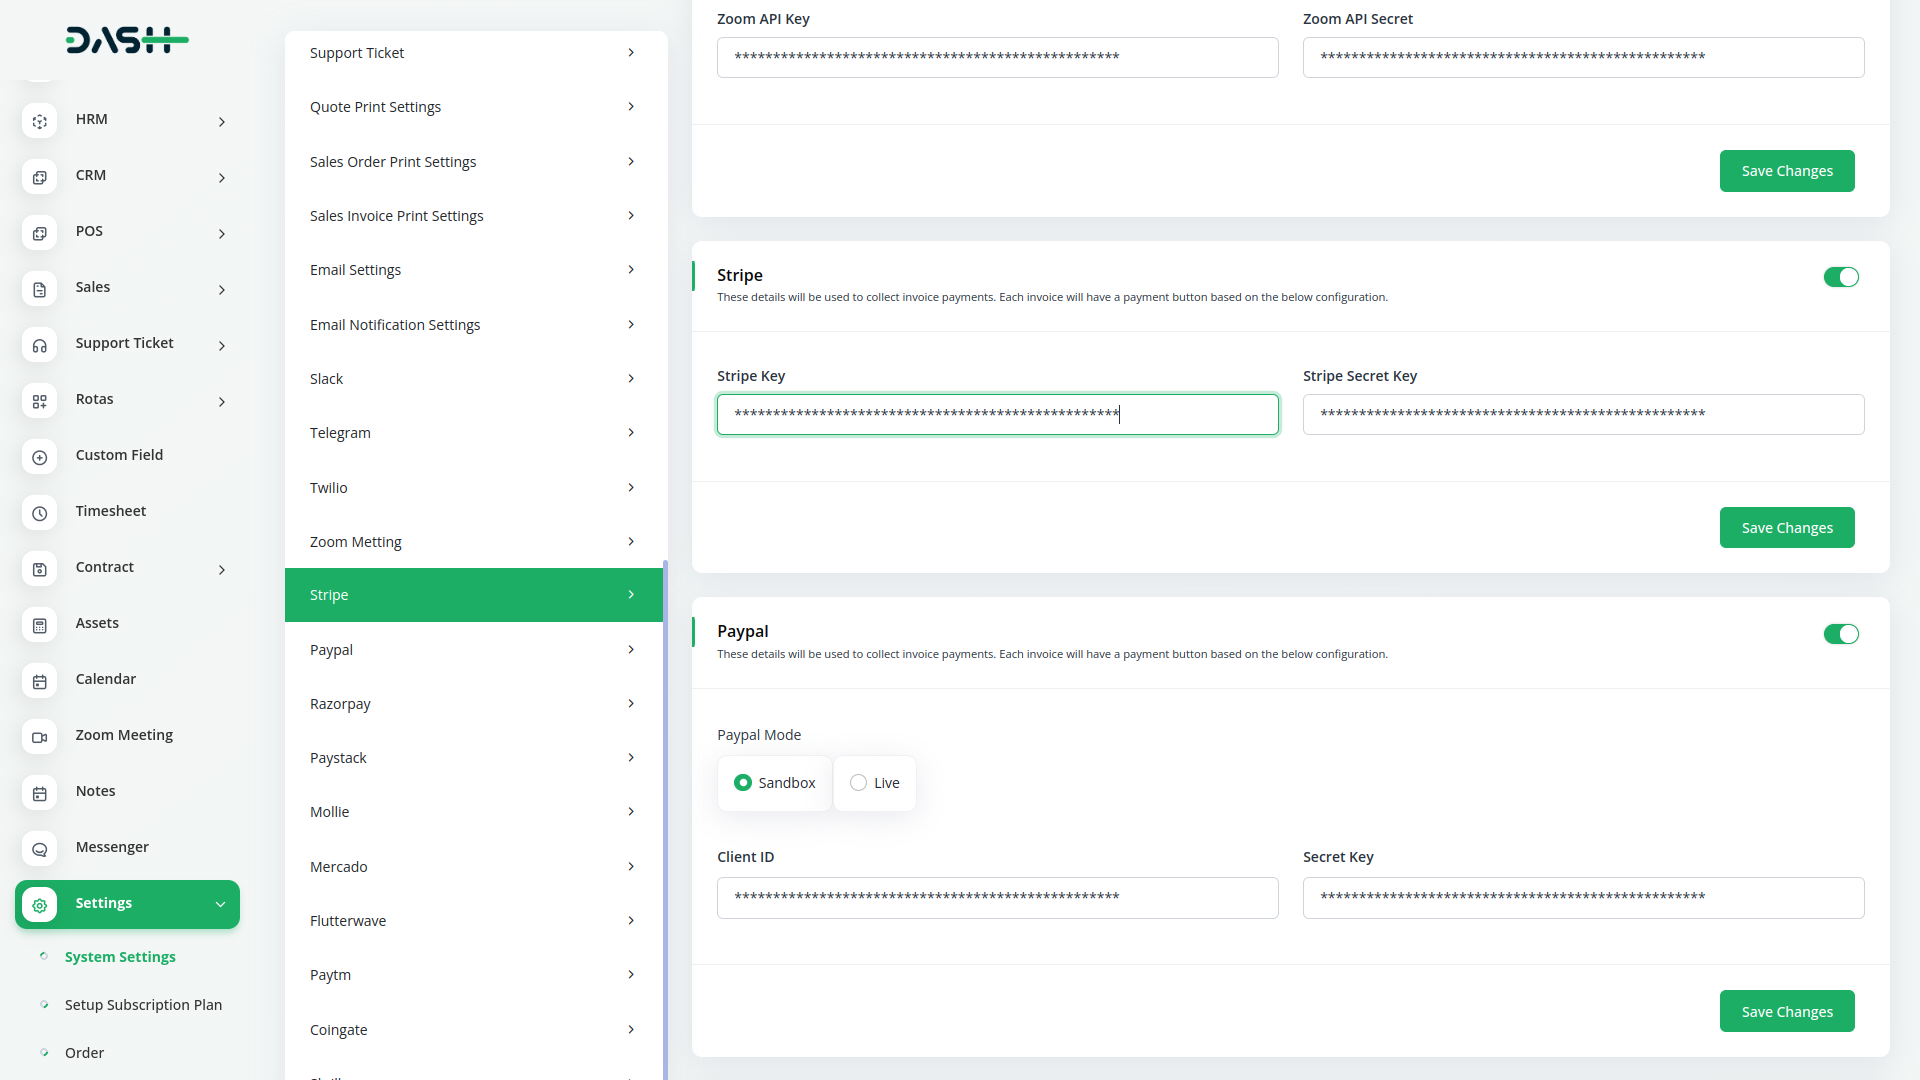 DASH
HRM
CRM
POS
Sales
Support Ticket
Rotas
Custom Field
Timesheet
Contract
Assets
Calendar
Zoom Meeting
Notes
Messenger
Settings
System Settings
Setup Subscription Plan
Order
Support Ticket
Quote Print Settings
Sales Order Print Settings
Sales Invoice Print Settings
Email Settings
Email Notification Settings
Slack
Telegram
Twilio
Zoom Metting
Stripe
Paypal
Razorpay
Paystack
Mollie
Mercado
Flutterwave
Paytm
Coingate
Zoom API Key
Zoom API Secret
**************************************************
**************************************************
Save Changes
Stripe
These details will be used to collect invoice payments. Each invoice will have a payment button based on the below configuration.
Stripe Key
Stripe Secret Key
**************************************************
**************************************************
Save Changes
Paypal
These details will be used to collect invoice payments. Each invoice will have a payment button based on the below configuration.
Paypal Mode
Sandbox
Live
Client ID
Secret Key
**************************************************
**************************************************
Save Changes